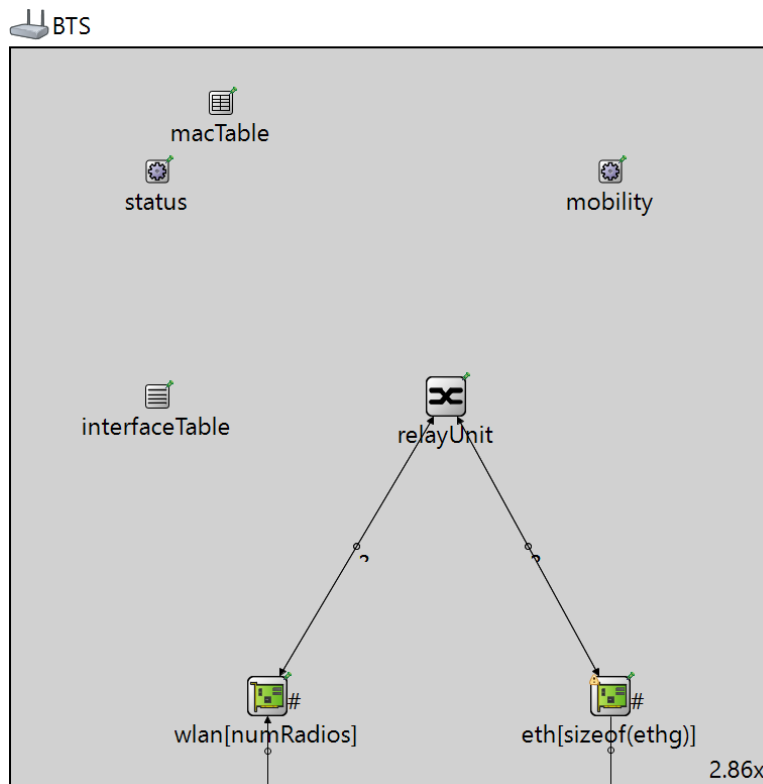 BTS
macTable
status
mobility
interfaceTable
relayUnit
wlan[numRadios]
#
eth[sizeof(ethg)]
#
2.86x